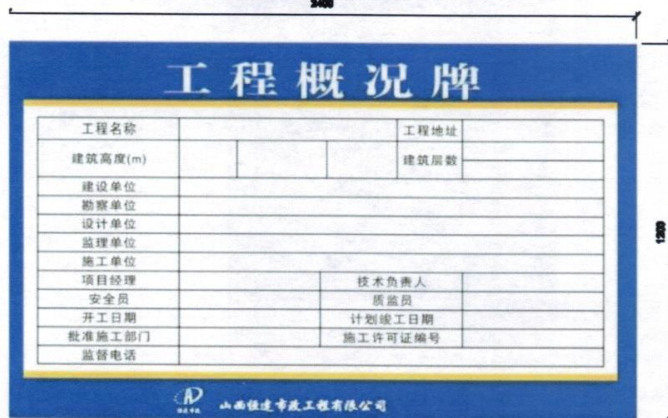 工程概况牌
工程名称 工程地址
建筑高度(m) 建筑层数
建设单位
勘察单位
设计单位
监理单位
施工单位
项目经理 技术负责人
安全员 质监员
开工日期 计划竣工日期
批准施工部门 施工许可证编号
监督电话
山西恒建市政工程有限公司
恒建市政
1200